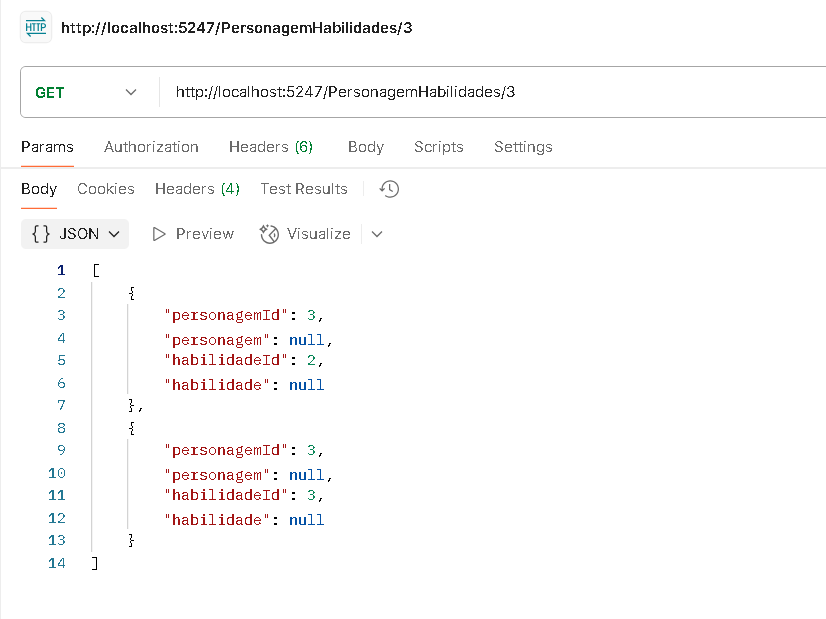 HTTP http://localhost:5247/PersonagemHabilidades/3
GET http://localhost:5247/PersonagemHabilidades/3
Params Authorization Headers (6) Body Scripts Settings
Body Cookies Headers (4) Test Results
{} JSON Preview Visualize
1 [
2 {
3 "personagemId": 3,
4 "personagem": null,
5 "habilidadeId": 2,
6 "habilidade": null
7 },
8 {
9 "personagemId": 3,
10 "personagem": null,
11 "habilidadeId": 3,
12 "habilidade": null
13 }
14 ]